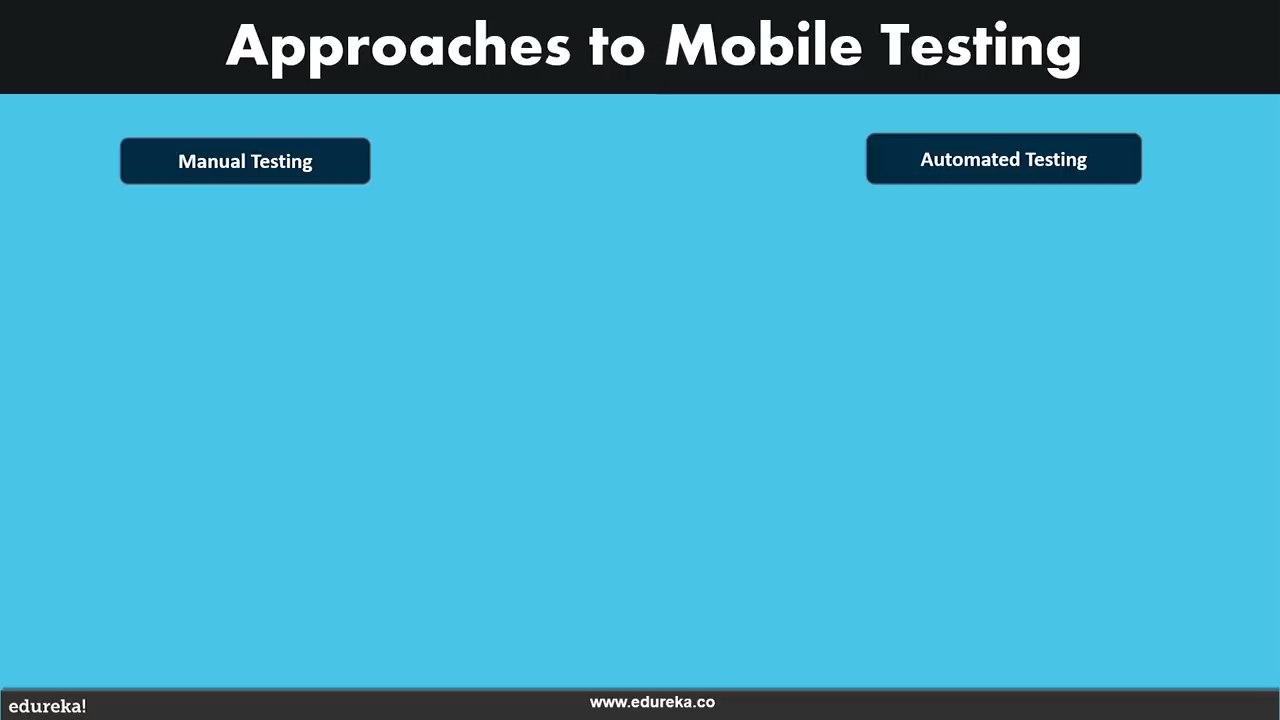 Approaches to Mobile Testing
Manual Testing
Automated Testing
edureka!
www.edureka.co